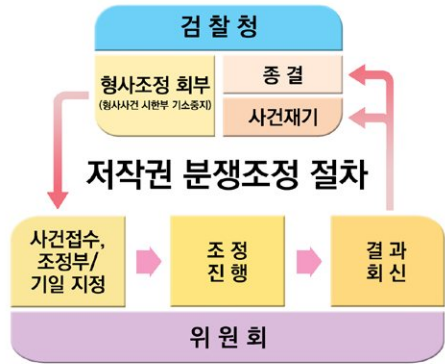 검찰청
형사조정 회부
(형사사건 시한부 기소중지)
종결
사건재기
저작권 분쟁조정 절차
사건접수,
조정부/
기일 지정
조정
진행
결과
회신
위원회